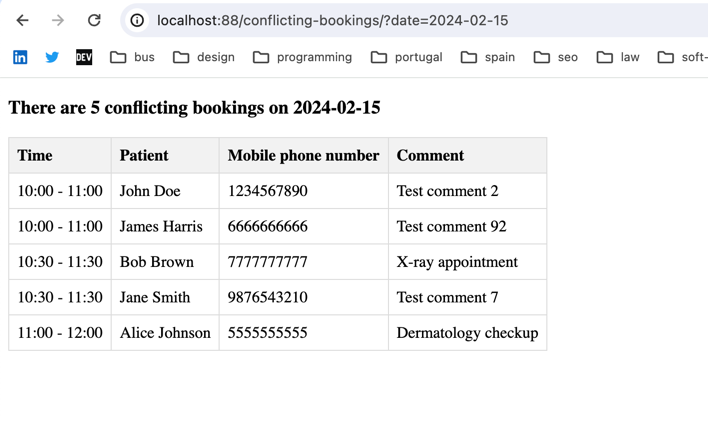 localhost:88/conflicting-bookings/?date=2024-02-15
in DEV bus design programming portugal spain seo law soft-
There are 5 conflicting bookings on 2024-02-15
Time Patient Mobile phone number Comment
10:00 - 11:00 John Doe 1234567890 Test comment 2
10:00 - 11:00 James Harris 6666666666 Test comment 92
10:30 - 11:30 Bob Brown 7777777777 X-ray appointment
10:30 - 11:30 Jane Smith 9876543210 Test comment 7
11:00 - 12:00 Alice Johnson 5555555555 Dermatology checkup